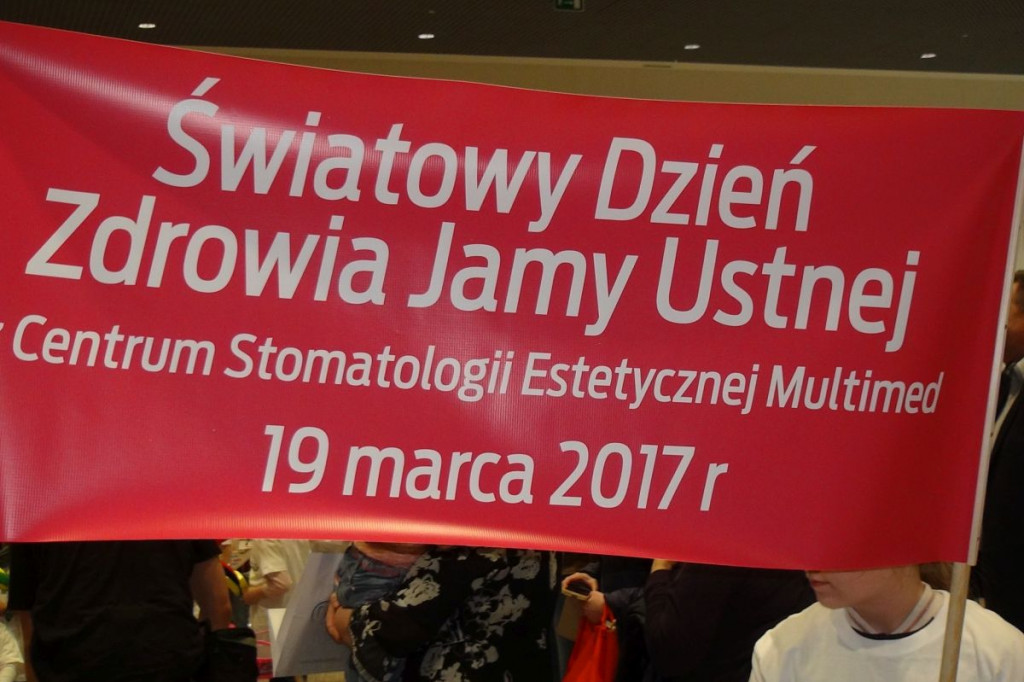 Światowy Dzień
Zdrowia Jamy Ustnej
Centrum Stomatologii Estetycznej Multimed
19 marca 2017 r